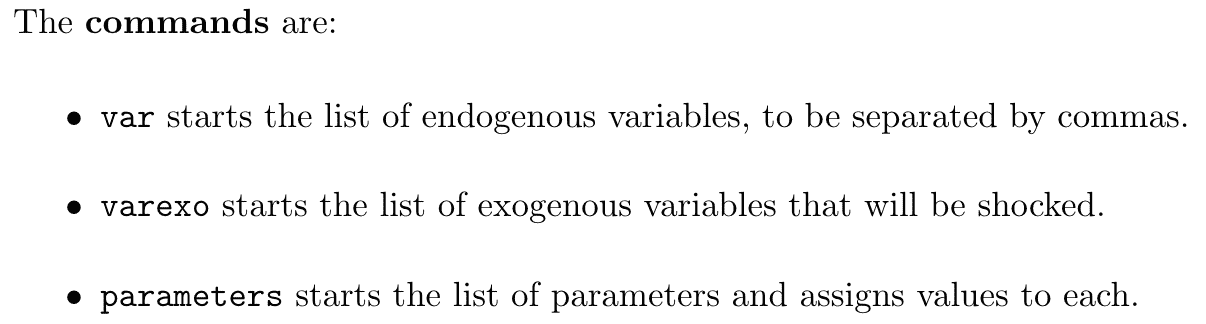 The commands are:
• var starts the list of endogenous variables, to be separated by commas.
• varexo starts the list of exogenous variables that will be shocked.
• parameters starts the list of parameters and assigns values to each.